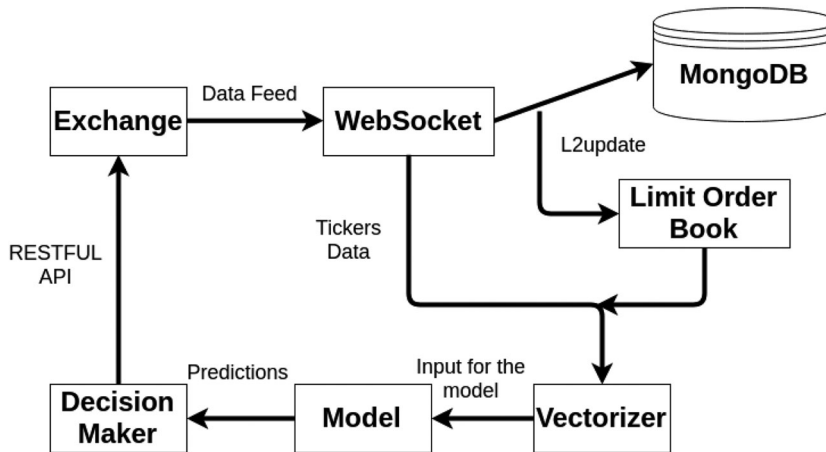 MongoDB
Data Feed
Exchange
WebSocket
L2update
Limit Order
Book
Tickers
Data
RESTFUL
API
Predictions
Input for the
model
Decision
Maker
Model
Vectorizer